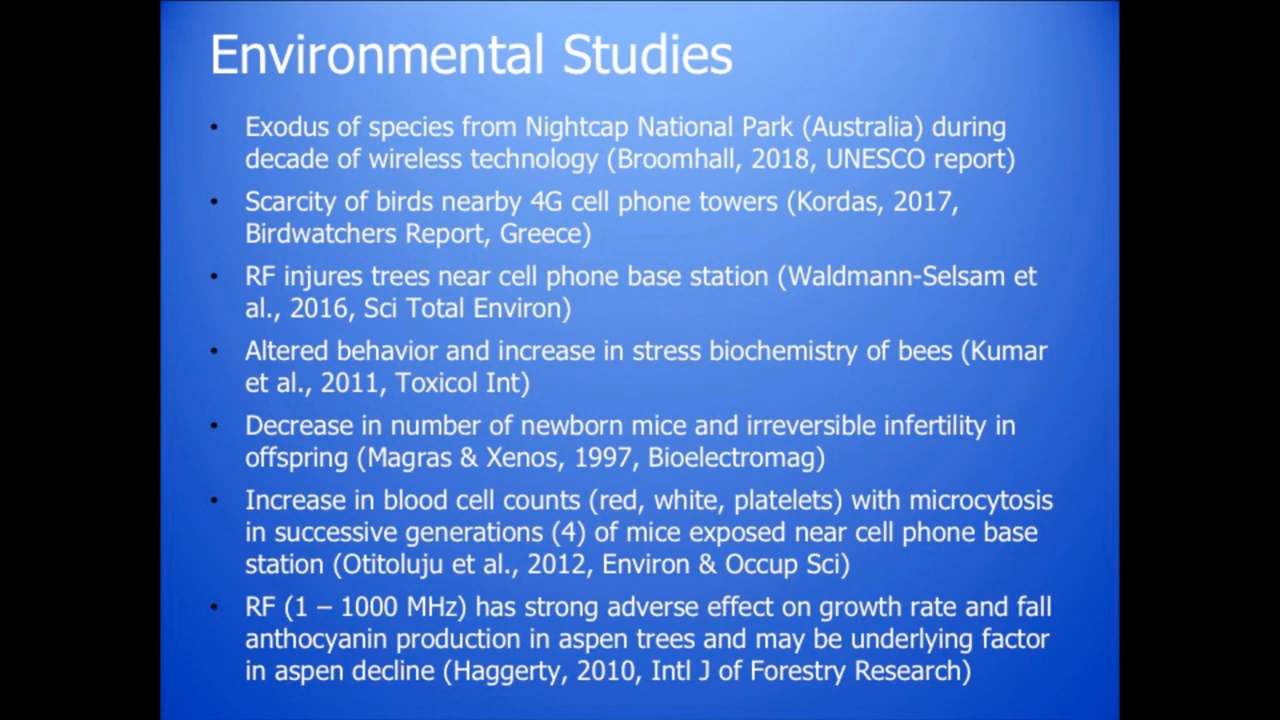 Environmental Studies
• Exodus of species from Nightcap National Park (Australia) during
decade of wireless technology (Broomhall, 2018, UNESCO report)
• Scarcity of birds nearby 4G cell phone towers (Kordas, 2017,
Birdwatchers Report, Greece)
• RF injures trees near cell phone base station (Waldmann-Selsam et
al., 2016, Sci Total Environ)
• Altered behavior and increase in stress biochemistry of bees (Kumar
et al., 2011, Toxicol Int)
• Decrease in number of newborn mice and irreversible infertility in
offspring (Magras & Xenos, 1997, Bioelectromag)
• Increase in blood cell counts (red, white, platelets) with microcytosis
in successive generations (4) of mice exposed near cell phone base
station (Otitoluju et al., 2012, Environ & Occup Sci)
• RF (1 – 1000 MHz) has strong adverse effect on growth rate and fall
anthocyanin production in aspen trees and may be underlying factor
in aspen decline (Haggerty, 2010, Intl J of Forestry Research)